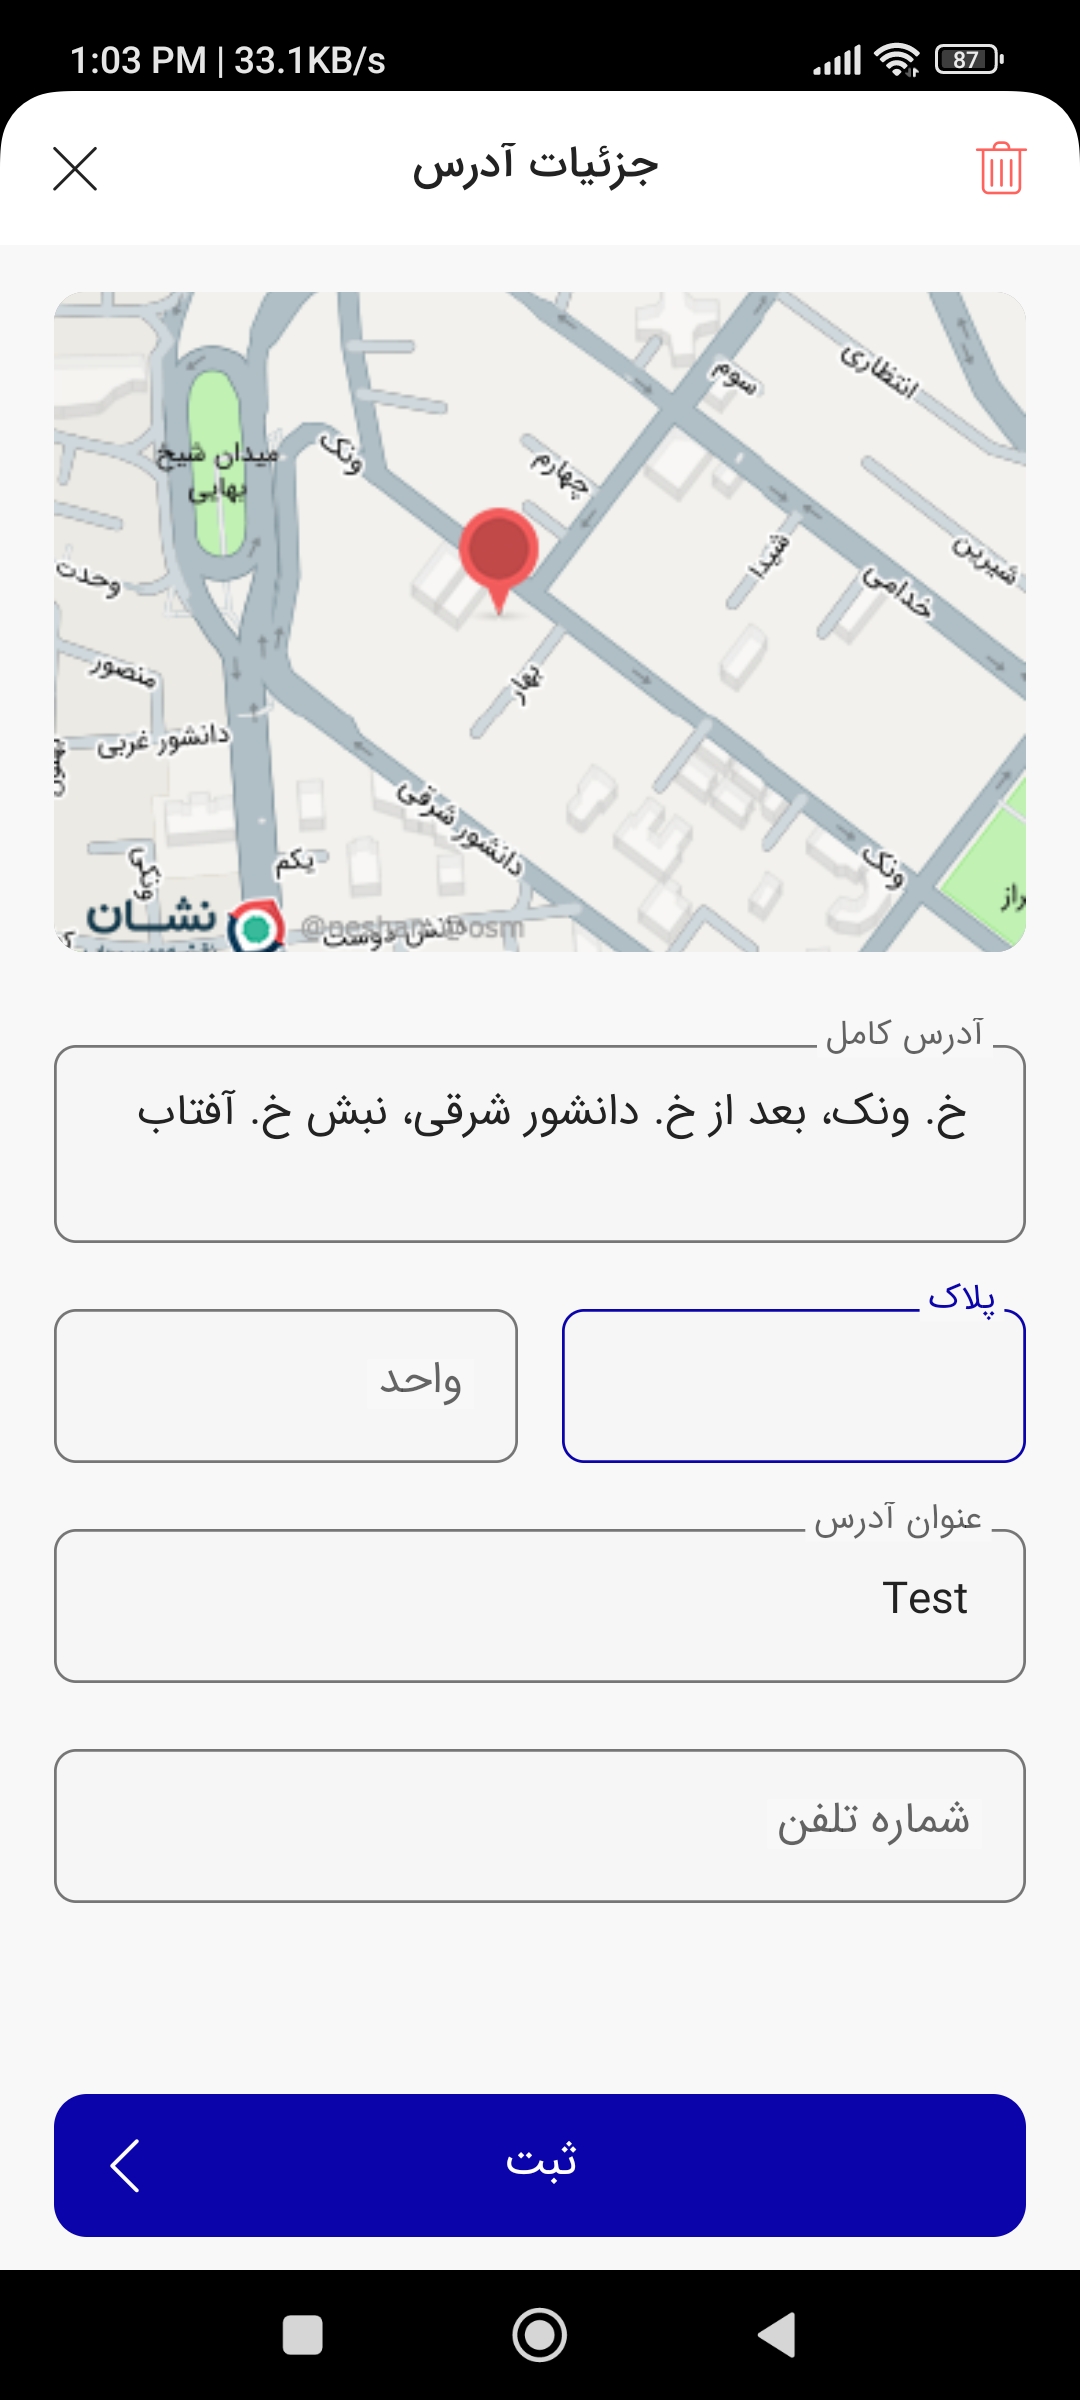 1:03 PM | 33.1KB/s
87
جزئیات آدرس
انتظاری
سوم
ونک
چهارم
میدان شیخ
بهایی
شیدا
شیرین
خدامی
وحدت
منصور
دانشور غربی
دانشور شرقی
ونک
یکم
ونکی
نشان
@neshan @osm
آدرس کامل
خ. ونک، بعد از خ. دانشور شرقی، نبش خ. آفتاب
پلاک
واحد
عنوان آدرس
Test
شماره تلفن
ثبت